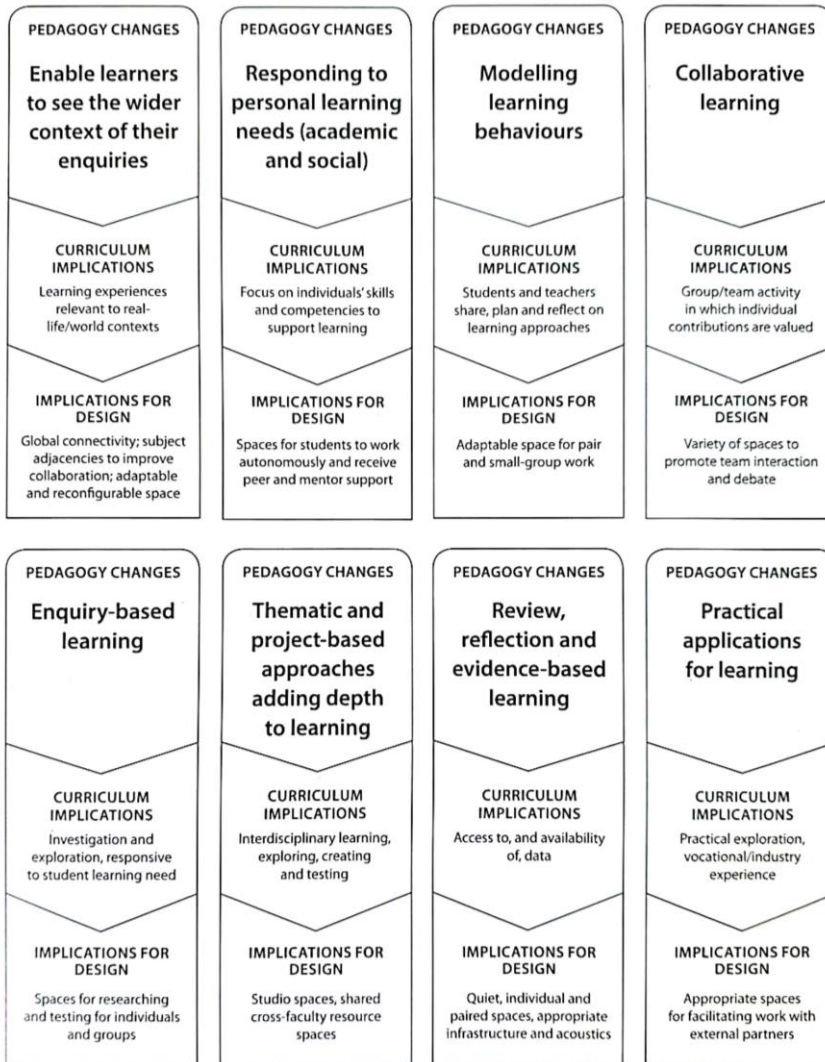 PEDAGOGY CHANGES
Enable learners
to see the wider
context of their
enquiries
CURRICULUM
IMPLICATIONS
Learning experiences
relevant to real-
life/world contexts
IMPLICATIONS FOR
DESIGN
Global connectivity; subject
adjacencies to improve
collaboration; adaptable
and reconfigurable space
PEDAGOGY CHANGES
Responding to
personal learning
needs (academic
and social)
CURRICULUM
IMPLICATIONS
Focus on individuals' skills
and competencies to
support learning
IMPLICATIONS FOR
DESIGN
Spaces for students to work
autonomously and receive
peer and mentor support
PEDAGOGY CHANGES
Modelling
learning
behaviours
CURRICULUM
IMPLICATIONS
Students and teachers
share, plan and reflect on
learning approaches
IMPLICATIONS FOR
DESIGN
Adaptable space for pair
and small-group work
PEDAGOGY CHANGES
Collaborative
learning
CURRICULUM
IMPLICATIONS
Group/team activity
in which individual
contributions are valued
IMPLICATIONS FOR
DESIGN
Variety of spaces to
promote team interaction
and debate
PEDAGOGY CHANGES
Enquiry-based
learning
CURRICULUM
IMPLICATIONS
Investigation and
exploration, responsive
to student learning need
IMPLICATIONS FOR
DESIGN
Spaces for researching
and testing for individuals
and groups
PEDAGOGY CHANGES
Thematic and
project-based
approaches
adding depth
to learning
CURRICULUM
IMPLICATIONS
Interdisciplinary learning,
exploring, creating
and testing
IMPLICATIONS FOR
DESIGN
Studio spaces, shared
cross-faculty resource
spaces
PEDAGOGY CHANGES
Review,
reflection and
evidence-based
learning
CURRICULUM
IMPLICATIONS
Access to, and availability
of, data
IMPLICATIONS FOR
DESIGN
Quiet, individual and
paired spaces, appropriate
infrastructure and acoustics
PEDAGOGY CHANGES
Practical
applications
for learning
CURRICULUM
IMPLICATIONS
Practical exploration,
vocational/industry
experience
IMPLICATIONS FOR
DESIGN
Appropriate spaces
for facilitating work with
external partners